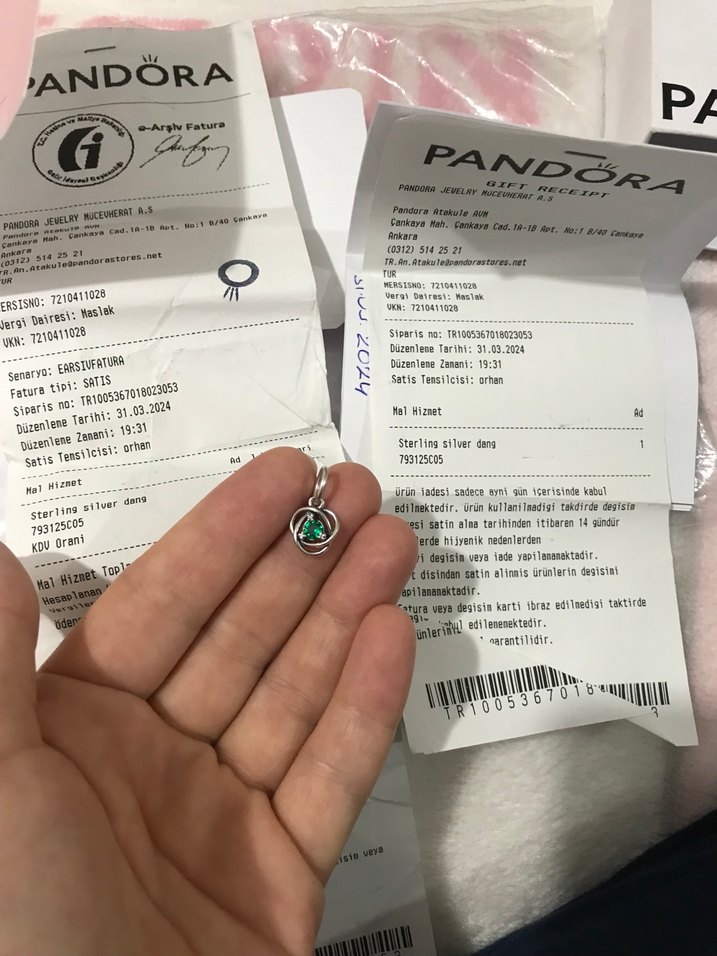 PANDORA
e-Arşiv Fatura
PANDORA JEWELRY MÜCEVHERAT A.S
Pandora Atakule AVM
Çankaya Mah. Çankaya Cad.1A-1B Apt. No:1 B/40 Çankaya
Ankara
(0312) 514 25 21
TR.An.Atakule@pandorastores.net
TUR
MERSISNO: 7210411028
Vergi Dairesi: Maslak
VKN: 7210411028
Senaryo: EARSIVFATURA
Fatura tipi: SATIS
Siparis no: TR1005367018023053
Düzenleme Tarihi: 31.03.2024
Düzenleme Zamani: 19:31
Satis Temsilcisi: orhan
Mal Hizmet Ad
Sterling silver dang
793125C05
KDV Orani
Mal Hizmet
Hesaplanan
PANDORA
GIFT RECEIPT
PANDORA JEWELRY MÜCEVHERAT A.S
Pandora Atakule AVM
Çankaya Mah. Çankaya Cad.1A-1B Apt. No:1 B/40 Çankaya
Ankara
(0312) 514 25 21
TR.An.Atakule@pandorastores.net
TUR
MERSISNO: 7210411028
Vergi Dairesi: Maslak
VKN: 7210411028
Siparis no: TR1005367018023053
Düzenleme Tarihi: 31.03.2024
Düzenleme Zamani: 19:31
Satis Temsilcisi: orhan
Mal Hizmet Ad
Sterling silver dang 1
793125C05
Ürün iadesi sadece ayni gün içerisinde kabul
edilmektedir. Ürün kullanilmadigi takdirde degisim
satin alma tarihinden itibaren 14 gündür
hijyenik nedenlerden
degisim veya iade yapilamamaktadir.
disindan satin alinmis ürünlerin degisimi
Fatura veya degisim karti ibraz edilmedigi taktirde
edilenemektedir.
garantilidir.
31.03.2024
PA
veya